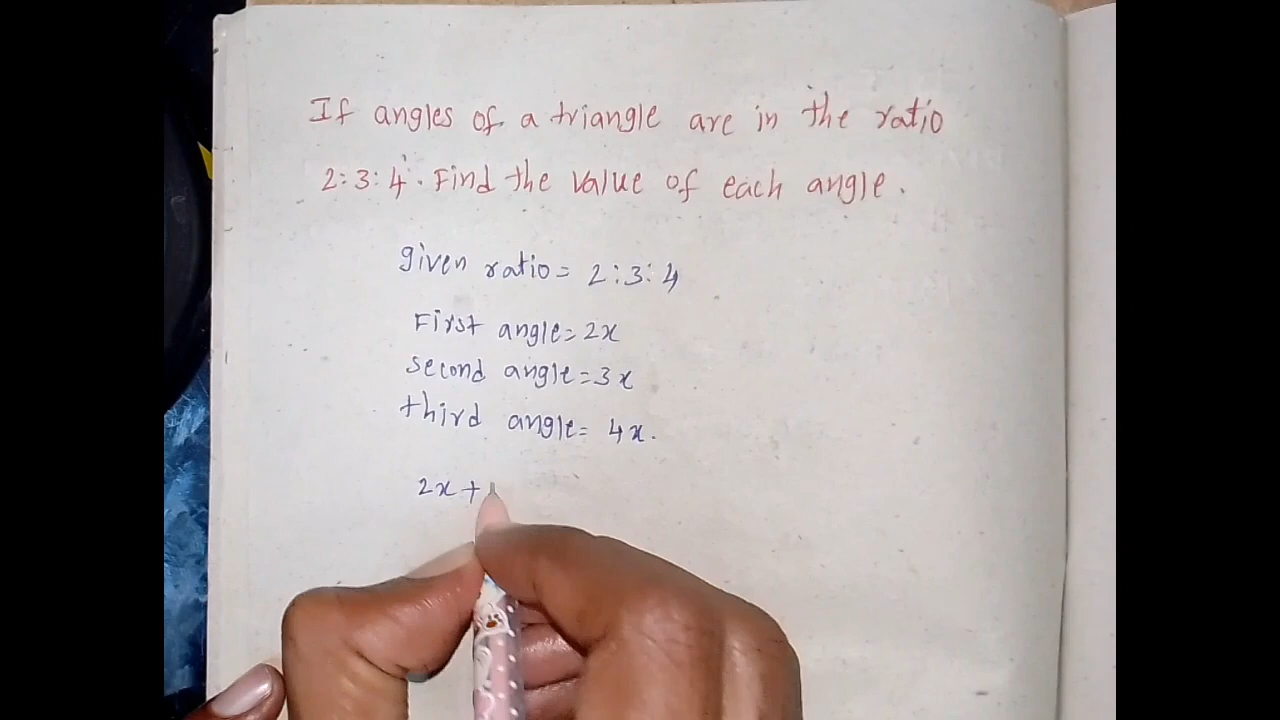 If angles of a triangle are in the ratio
2:3:4. Find the value of each angle.
given ratio = 2:3:4
First angle = 2x
second angle = 3x
third angle = 4x.
2x +